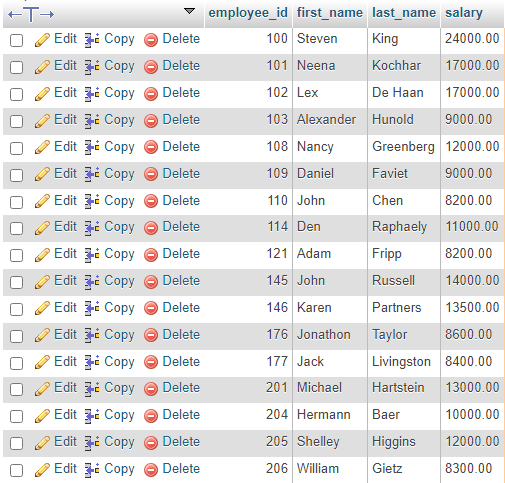 employee_id first_name last_name salary
Edit Copy Delete 100 Steven King 24000.00
Edit Copy Delete 101 Neena Kochhar 17000.00
Edit Copy Delete 102 Lex De Haan 17000.00
Edit Copy Delete 103 Alexander Hunold 9000.00
Edit Copy Delete 108 Nancy Greenberg 12000.00
Edit Copy Delete 109 Daniel Faviet 9000.00
Edit Copy Delete 110 John Chen 8200.00
Edit Copy Delete 114 Den Raphaely 11000.00
Edit Copy Delete 121 Adam Fripp 8200.00
Edit Copy Delete 145 John Russell 14000.00
Edit Copy Delete 146 Karen Partners 13500.00
Edit Copy Delete 176 Jonathon Taylor 8600.00
Edit Copy Delete 177 Jack Livingston 8400.00
Edit Copy Delete 201 Michael Hartstein 13000.00
Edit Copy Delete 204 Hermann Baer 10000.00
Edit Copy Delete 205 Shelley Higgins 12000.00
Edit Copy Delete 206 William Gietz 8300.00